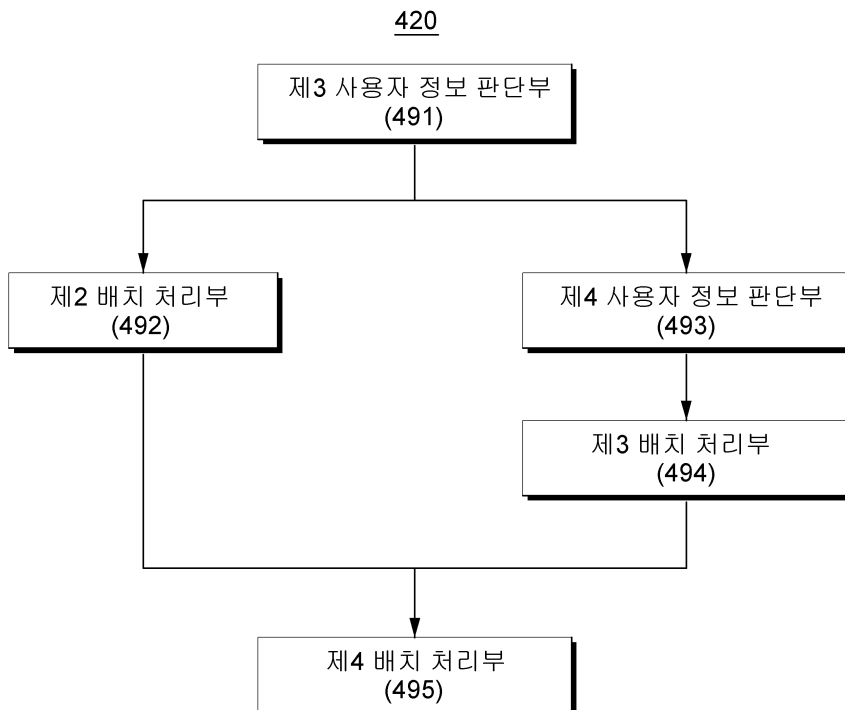 420
제3 사용자 정보 판단부
(491)
제2 배치 처리부
(492)
제4 사용자 정보 판단부
(493)
제3 배치 처리부
(494)
제4 배치 처리부
(495)